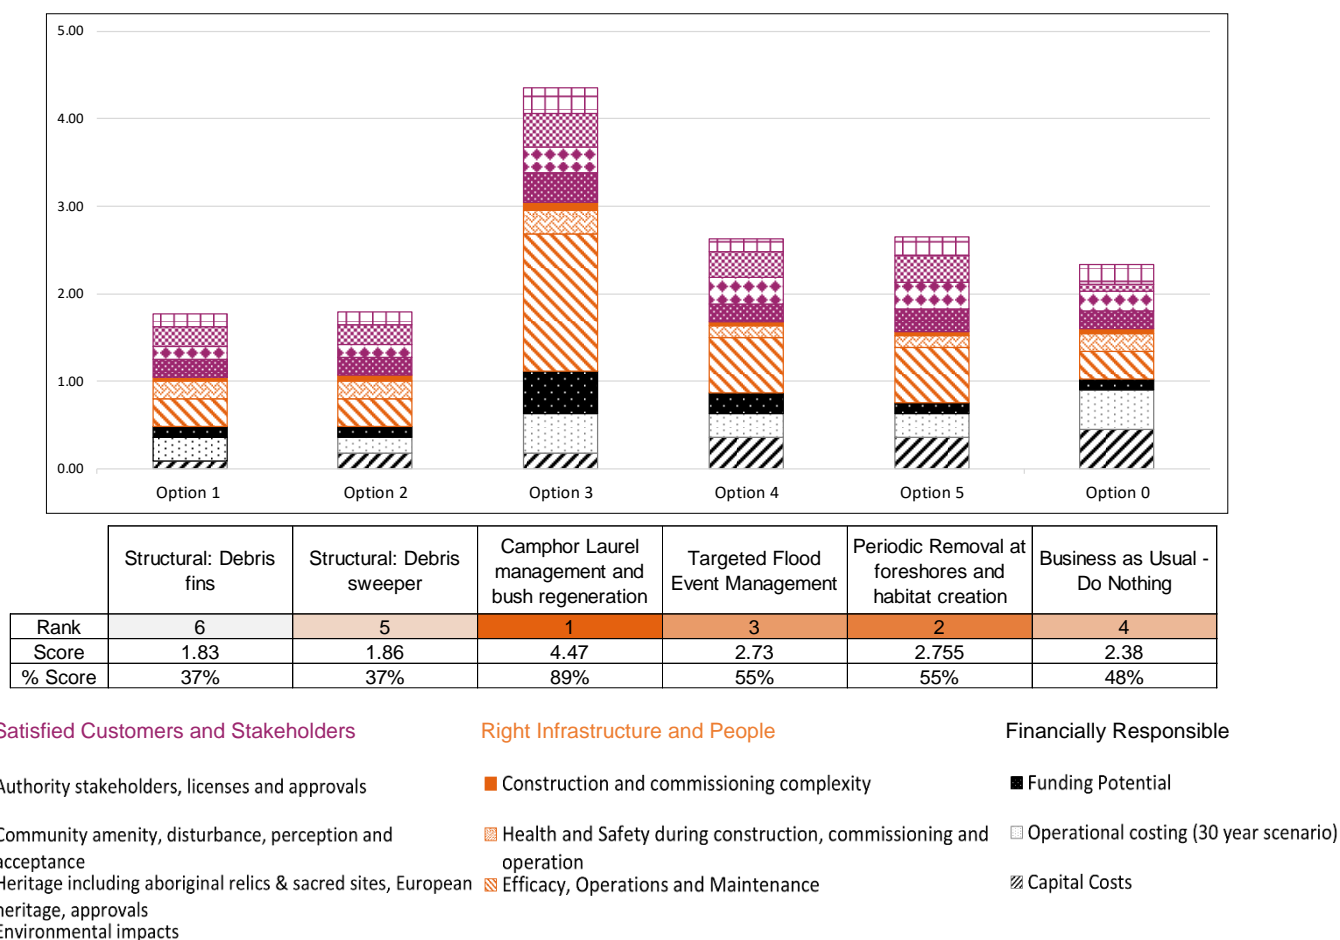 5.00
4.00
3.00
2.00
1.00
0.00
Option 1
Option 2
Option 3
Option 4
Option 5
Option 0
Structural: Debris
fins
Structural: Debris
sweeper
Camphor Laurel
management and
bush regeneration
Targeted Flood
Event Management
Periodic Removal at
foreshores and
habitat creation
Business as Usual -
Do Nothing
Rank 6 5 1 3 2 4
Score 1.83 1.86 4.47 2.73 2.755 2.38
% Score 37% 37% 89% 55% 55% 48%
Satisfied Customers and Stakeholders
Authority stakeholders, licenses and approvals
Community amenity, disturbance, perception and
acceptance
Heritage including aboriginal relics & sacred sites, European
heritage, approvals
Environmental impacts
Right Infrastructure and People
Construction and commissioning complexity
Health and Safety during construction, commissioning and
operation
Efficacy, Operations and Maintenance
Financially Responsible
Funding Potential
Operational costing (30 year scenario)
Capital Costs